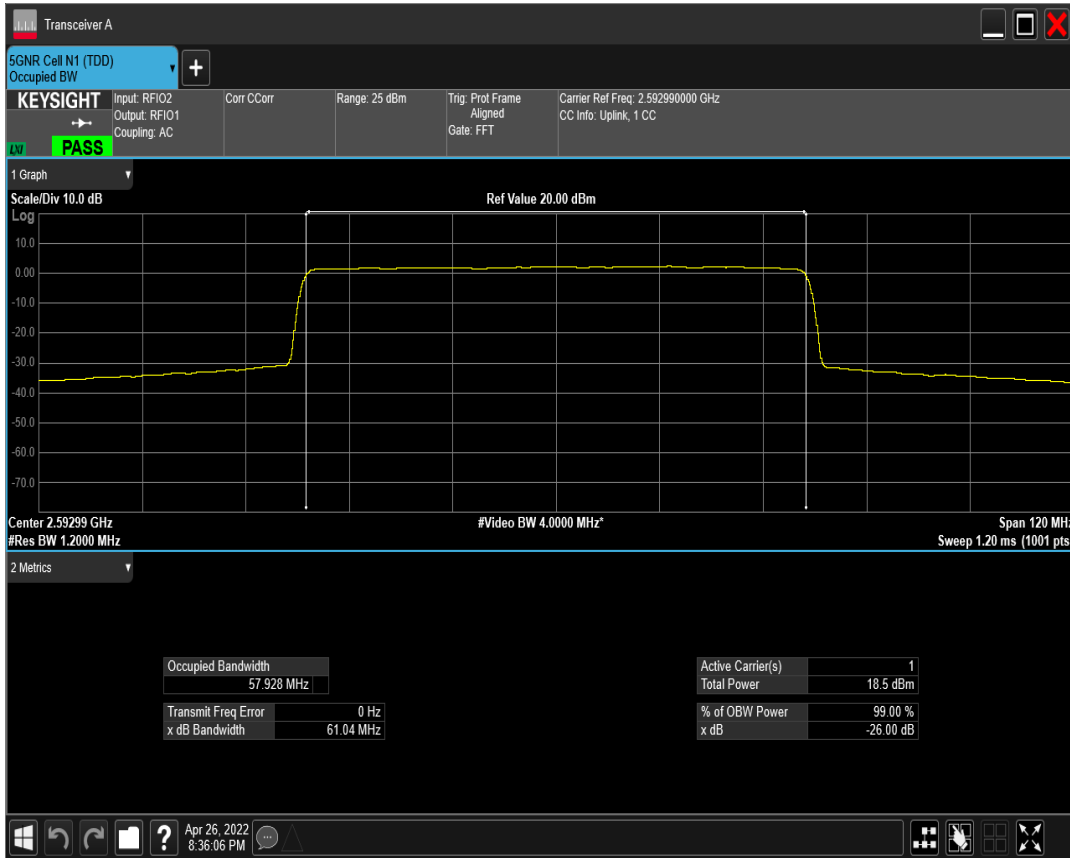 Transceiver A
5GNR Cell N1 (TDD)
Occupied BW
+
KEYSIGHT
LXI
PASS
Input: RFIO2
Output: RFIO1
Coupling: AC
Corr CCorr
Range: 25 dBm
Trig: Prot Frame
Aligned
Gate: FFT
Carrier Ref Freq: 2.592990000 GHz
CC Info: Uplink, 1 CC
1 Graph
Scale/Div 10.0 dB
Ref Value 20.00 dBm
Log
10.0
0.00
-10.0
-20.0
-30.0
-40.0
-50.0
-60.0
-70.0
Center 2.59299 GHz
#Video BW 4.0000 MHz*
Span 120 MHz
#Res BW 1.2000 MHz
Sweep 1.20 ms (1001 pts
2 Metrics
Occupied Bandwidth
57.928 MHz
Transmit Freq Error 0 Hz
x dB Bandwidth 61.04 MHz
Active Carrier(s) 1
Total Power 18.5 dBm
% of OBW Power 99.00 %
x dB -26.00 dB
?
Apr 26, 2022
8:36:06 PM